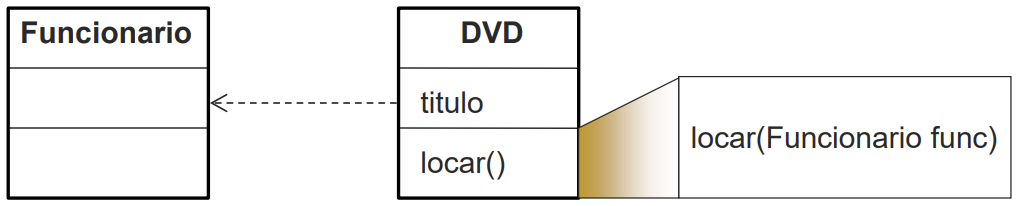 Funcionario
DVD
titulo
locar()
locar(Funcionario func)